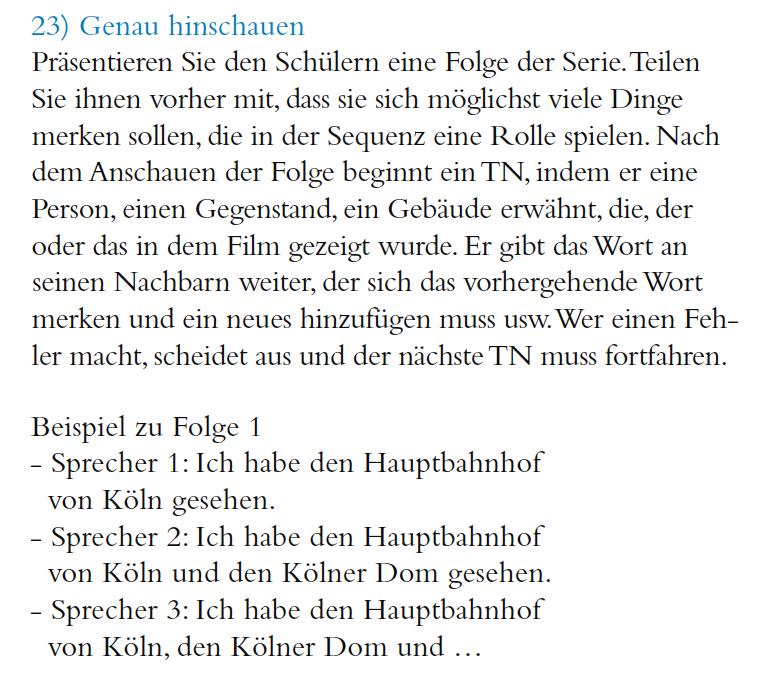 23) Genau hinschauen
Präsentieren Sie den Schülern eine Folge der Serie. Teilen
Sie ihnen vorher mit, dass sie sich möglichst viele Dinge
merken sollen, die in der Sequenz eine Rolle spielen. Nach
dem Anschauen der Folge beginnt ein TN, indem er eine
Person, einen Gegenstand, ein Gebäude erwähnt, die, der
oder das in dem Film gezeigt wurde. Er gibt das Wort an
seinen Nachbarn weiter, der sich das vorhergehende Wort
merken und ein neues hinzufügen muss usw. Wer einen Feh-
ler macht, scheidet aus und der nächste TN muss fortfahren.
Beispiel zu Folge 1
– Sprecher 1: Ich habe den Hauptbahnhof
von Köln gesehen.
– Sprecher 2: Ich habe den Hauptbahnhof
von Köln und den Kölner Dom gesehen.
– Sprecher 3: Ich habe den Hauptbahnhof
von Köln, den Kölner Dom und …